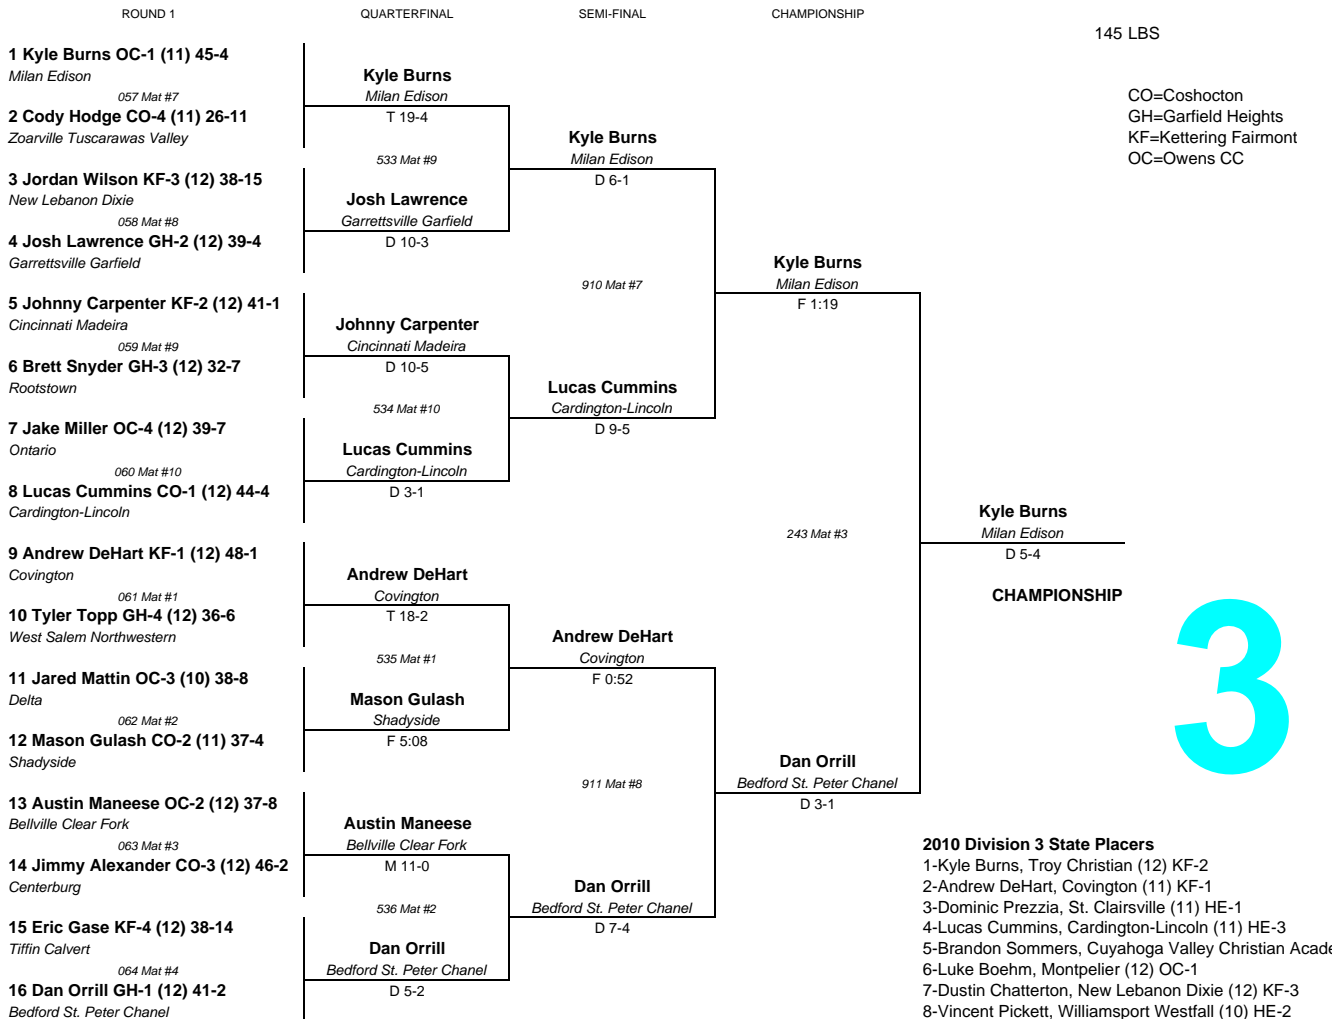 ROUND 1
QUARTERFINAL
SEMI-FINAL
CHAMPIONSHIP
145 LBS
CO=Coshocton
GH=Garfield Heights
KF=Kettering Fairmont
OC=Owens CC
1 Kyle Burns OC-1 (11) 45-4
Milan Edison
057 Mat #7
2 Cody Hodge CO-4 (11) 26-11
Zoarville Tuscarawas Valley
3 Jordan Wilson KF-3 (12) 38-15
New Lebanon Dixie
058 Mat #8
4 Josh Lawrence GH-2 (12) 39-4
Garrettsville Garfield
5 Johnny Carpenter KF-2 (12) 41-1
Cincinnati Madeira
059 Mat #9
6 Brett Snyder GH-3 (12) 32-7
Rootstown
7 Jake Miller OC-4 (12) 39-7
Ontario
060 Mat #10
8 Lucas Cummins CO-1 (12) 44-4
Cardington-Lincoln
9 Andrew DeHart KF-1 (12) 48-1
Covington
061 Mat #1
10 Tyler Topp GH-4 (12) 36-6
West Salem Northwestern
11 Jared Mattin OC-3 (10) 38-8
Delta
062 Mat #2
12 Mason Gulash CO-2 (11) 37-4
Shadyside
13 Austin Maneese OC-2 (12) 37-8
Bellville Clear Fork
063 Mat #3
14 Jimmy Alexander CO-3 (12) 46-2
Centerburg
15 Eric Gase KF-4 (12) 38-14
Tiffin Calvert
064 Mat #4
16 Dan Orrill GH-1 (12) 41-2
Bedford St. Peter Chanel
Kyle Burns
Milan Edison
T 19-4
533 Mat #9
Josh Lawrence
Garrettsville Garfield
D 10-3
Johnny Carpenter
Cincinnati Madeira
D 10-5
534 Mat #10
Lucas Cummins
Cardington-Lincoln
D 3-1
Andrew DeHart
Covington
T 18-2
535 Mat #1
Mason Gulash
Shadyside
F 5:08
Austin Maneese
Bellville Clear Fork
M 11-0
536 Mat #2
Dan Orrill
Bedford St. Peter Chanel
D 5-2
Kyle Burns
Milan Edison
D 6-1
910 Mat #7
Lucas Cummins
Cardington-Lincoln
D 9-5
Andrew DeHart
Covington
F 0:52
911 Mat #8
Dan Orrill
Bedford St. Peter Chanel
D 7-4
Kyle Burns
Milan Edison
F 1:19
243 Mat #3
Dan Orrill
Bedford St. Peter Chanel
D 3-1
Kyle Burns
Milan Edison
D 5-4
CHAMPIONSHIP
3
2010 Division 3 State Placers
1-Kyle Burns, Troy Christian (12) KF-2
2-Andrew DeHart, Covington (11) KF-1
3-Dominic Prezzia, St. Clairsville (11) HE-1
4-Lucas Cummins, Cardington-Lincoln (11) HE-3
5-Brandon Sommers, Cuyahoga Valley Christian Acade
6-Luke Boehm, Montpelier (12) OC-1
7-Dustin Chatterton, New Lebanon Dixie (12) KF-3
8-Vincent Pickett, Williamsport Westfall (10) HE-2